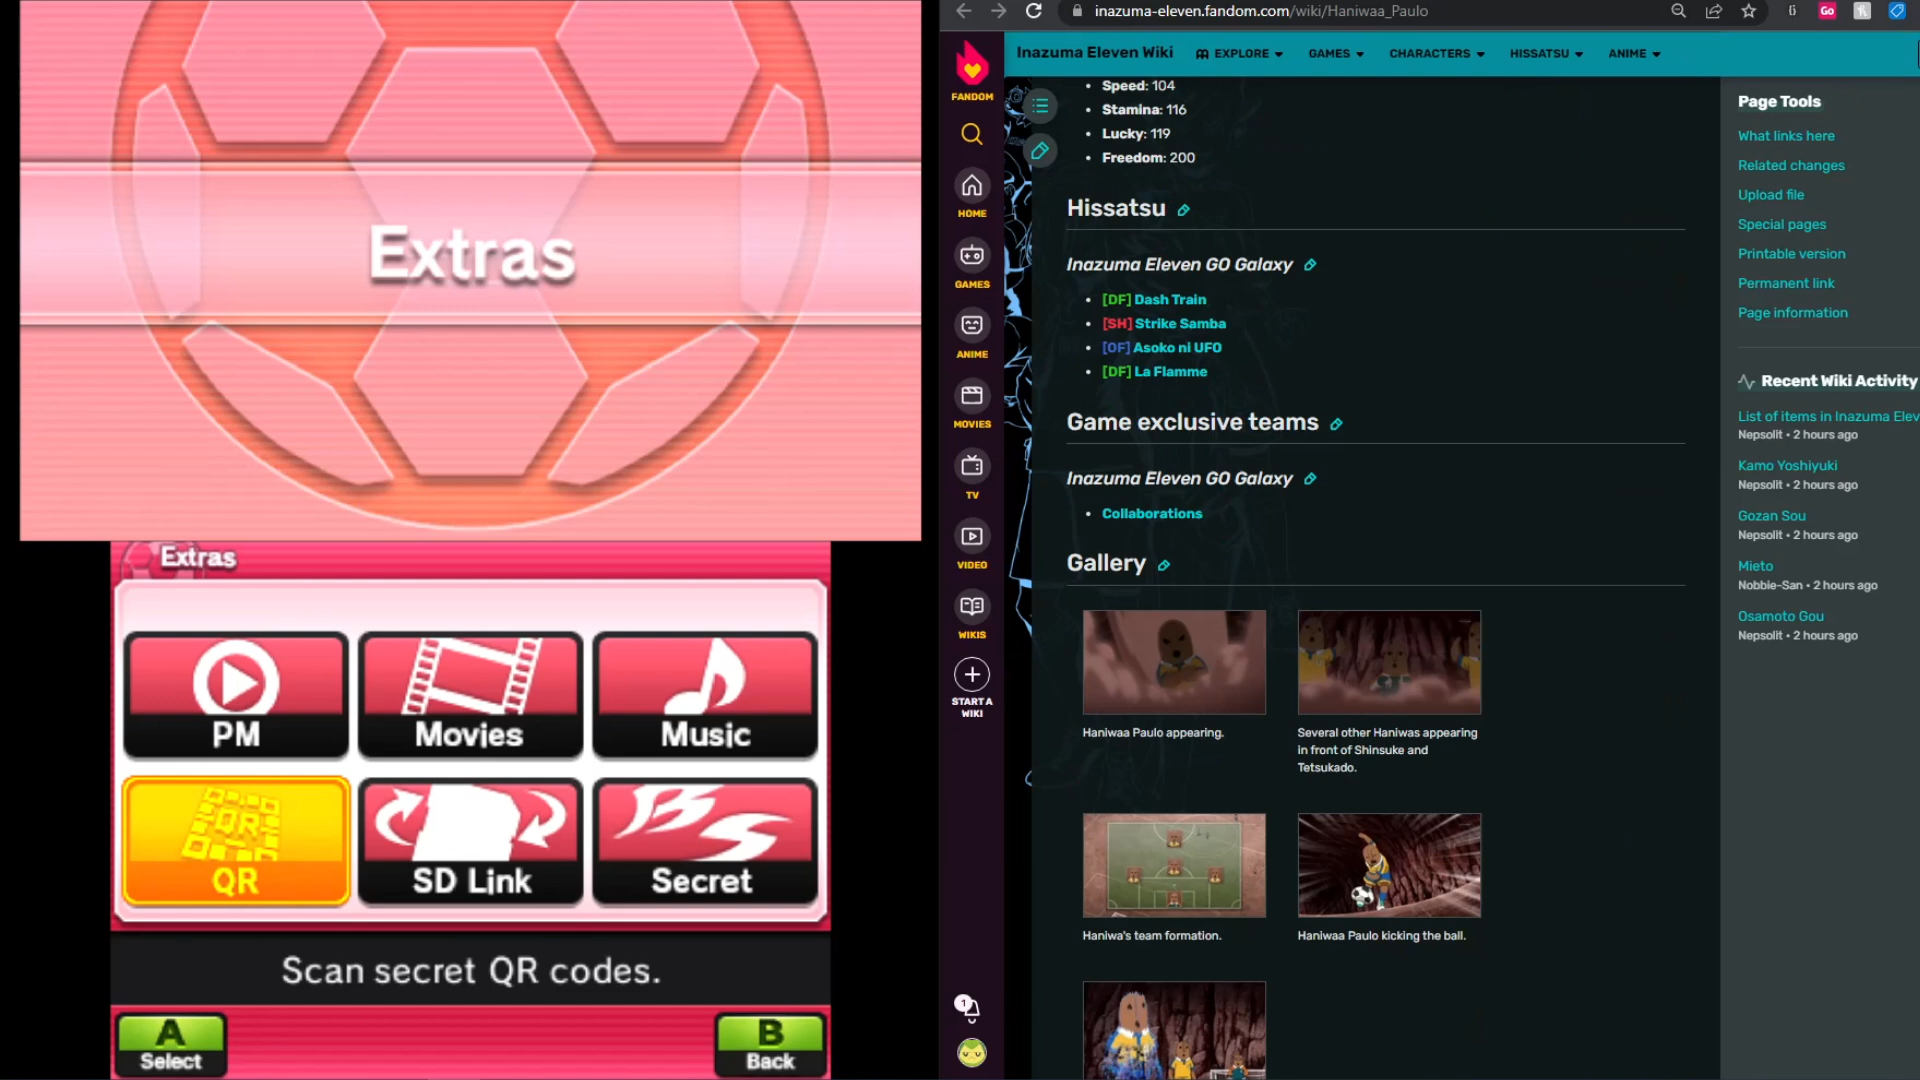 Extras
Extras
PM
Movies
Music
QR
QR
SD Link
BS
Secret
Scan secret QR codes.
A
Select
B
Back
inazuma-eleven.fandom.com/wiki/Haniwaa_Paulo
Go
FANDOM
HOME
GAMES
ANIME
MOVIES
TV
VIDEO
WIKIS
START A
WIKI
1
Inazuma Eleven Wiki
EXPLORE
GAMES
CHARACTERS
HISSATSU
ANIME
Speed: 104
Stamina: 116
Lucky: 119
Freedom: 200
Hissatsu
Inazuma Eleven GO Galaxy
[DF] Dash Train
[SH] Strike Samba
[OF] Asoko ni UFO
[DF] La Flamme
Game exclusive teams
Inazuma Eleven GO Galaxy
Collaborations
Gallery
Haniwaa Paulo appearing.
Several other Haniwas appearing
in front of Shinsuke and
Tetsukado.
Haniwa's team formation.
Haniwaa Paulo kicking the ball.
Page Tools
What links here
Related changes
Upload file
Special pages
Printable version
Permanent link
Page information
Recent Wiki Activity
List of items in Inazuma Elev
Nepsolit • 2 hours ago
Kamo Yoshiyuki
Nepsolit • 2 hours ago
Gozan Sou
Nepsolit • 2 hours ago
Mieto
Nobbie-San • 2 hours ago
Osamoto Gou
Nepsolit • 2 hours ago